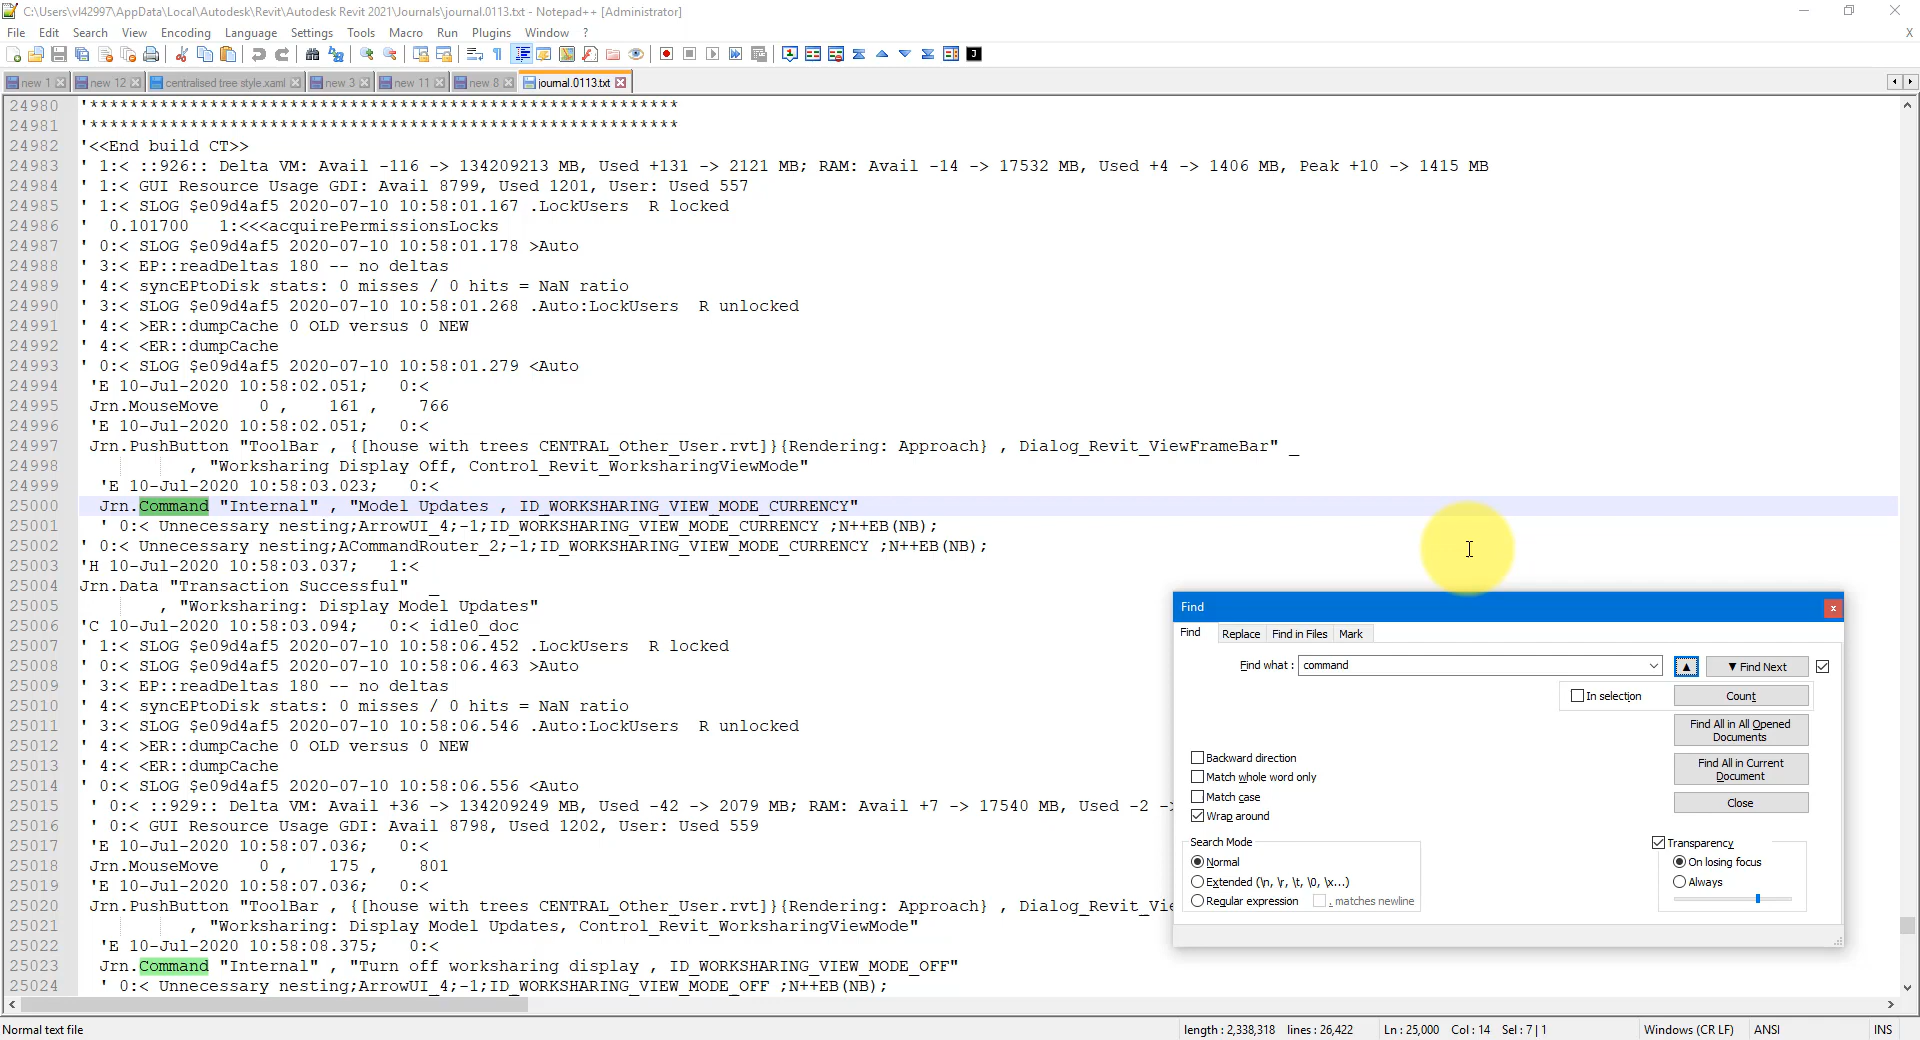 C:\Users\vl42997\AppData\Local\Autodesk\Revit\Autodesk Revit 2021\Journals\journal.0113.txt - Notepad++ [Administrator]
File Edit Search View Encoding Language Settings Tools Macro Run Plugins Window ? X
new 1 new 12 centralised tree style.xaml new 3 new 11 new 8 journal.0113.txt
24980 '***********************************************************
24981 '***********************************************************
24982 '<<End build CT>>
24983 ' 1:< ::926:: Delta VM: Avail -116 -> 134209213 MB, Used +131 -> 2121 MB; RAM: Avail -14 -> 17532 MB, Used +4 -> 1406 MB, Peak +10 -> 1415 MB
24984 ' 1:< GUI Resource Usage GDI: Avail 8799, Used 1201, User: Used 557
24985 ' 1:< SLOG $e09d4af5 2020-07-10 10:58:01.167 .LockUsers  R locked
24986 '  0.101700   1:<<<acquirePermissionsLocks
24987 ' 0:< SLOG $e09d4af5 2020-07-10 10:58:01.178 >Auto
24988 ' 3:< EP::readDeltas 180 -- no deltas
24989 ' 4:< syncEPtoDisk stats: 0 misses / 0 hits = NaN ratio
24990 ' 3:< SLOG $e09d4af5 2020-07-10 10:58:01.268 .Auto:LockUsers  R unlocked
24991 ' 4:< >ER::dumpCache 0 OLD versus 0 NEW
24992 ' 4:< <ER::dumpCache
24993 ' 0:< SLOG $e09d4af5 2020-07-10 10:58:01.279 <Auto
24994  'E 10-Jul-2020 10:58:02.051;   0:<
24995  Jrn.MouseMove    0 ,    161 ,    766
24996  'E 10-Jul-2020 10:58:02.051;   0:<
24997  Jrn.PushButton "ToolBar , {[house with trees CENTRAL_Other_User.rvt]}{Rendering: Approach} , Dialog_Revit_ViewFrameBar" _
24998          , "Worksharing Display Off, Control_Revit_WorksharingViewMode"
24999   'E 10-Jul-2020 10:58:03.023;   0:<
25000   Jrn.Command "Internal" , "Model Updates , ID_WORKSHARING_VIEW_MODE_CURRENCY"
25001   ' 0:< Unnecessary nesting;ArrowUI_4;-1;ID_WORKSHARING_VIEW_MODE_CURRENCY ;N++EB(NB);
25002 ' 0:< Unnecessary nesting;ACommandRouter_2;-1;ID_WORKSHARING_VIEW_MODE_CURRENCY ;N++EB(NB);
25003 'H 10-Jul-2020 10:58:03.037;   1:<
25004 Jrn.Data "Transaction Successful"  _
25005         , "Worksharing: Display Model Updates"
25006 'C 10-Jul-2020 10:58:03.094;   0:< idle0_doc
25007 ' 1:< SLOG $e09d4af5 2020-07-10 10:58:06.452 .LockUsers  R locked
25008 ' 0:< SLOG $e09d4af5 2020-07-10 10:58:06.463 >Auto
25009 ' 3:< EP::readDeltas 180 -- no deltas
25010 ' 4:< syncEPtoDisk stats: 0 misses / 0 hits = NaN ratio
25011 ' 3:< SLOG $e09d4af5 2020-07-10 10:58:06.546 .Auto:LockUsers  R unlocked
25012 ' 4:< >ER::dumpCache 0 OLD versus 0 NEW
25013 ' 4:< <ER::dumpCache
25014 ' 0:< SLOG $e09d4af5 2020-07-10 10:58:06.556 <Auto
25015  ' 0:< ::929:: Delta VM: Avail +36 -> 134209249 MB, Used -42 -> 2079 MB; RAM: Avail +7 -> 17540 MB, Used -2 ->
25016  ' 0:< GUI Resource Usage GDI: Avail 8798, Used 1202, User: Used 559
25017  'E 10-Jul-2020 10:58:07.036;   0:<
25018  Jrn.MouseMove    0 ,    175 ,    801
25019  'E 10-Jul-2020 10:58:07.036;   0:<
25020  Jrn.PushButton "ToolBar , {[house with trees CENTRAL_Other_User.rvt]}{Rendering: Approach} , Dialog_Revit_Vie
25021          , "Worksharing: Display Model Updates, Control_Revit_WorksharingViewMode"
25022   'E 10-Jul-2020 10:58:08.375;   0:<
25023   Jrn.Command "Internal" , "Turn off worksharing display , ID_WORKSHARING_VIEW_MODE_OFF"
25024   ' 0:< Unnecessary nesting;ArrowUI_4;-1;ID_WORKSHARING_VIEW_MODE_OFF ;N++EB(NB);
Find
Find Replace Find in Files Mark
Find what : command ▲ ▼ Find Next
In selection Count
Find All in All Opened
Documents
Find All in Current
Document
Close
Backward direction
Match whole word only
Match case
Wrap around
Search Mode
Normal
Extended (\n, \r, \t, \0, \x...)
Regular expression . matches newline
Transparency
On losing focus
Always
Normal text file length : 2,338,318 lines : 26,422 Ln : 25,000 Col : 14 Sel : 7 | 1 Windows (CR LF) ANSI INS